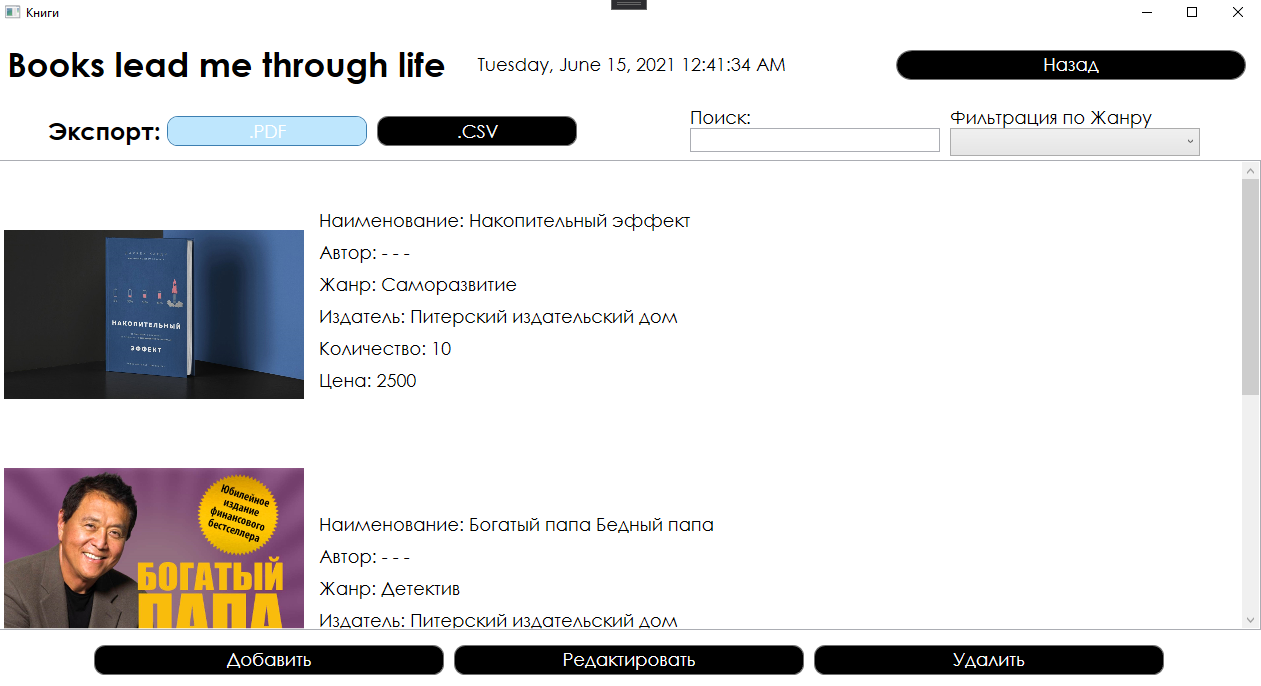 Книги
Books lead me through life
Tuesday, June 15, 2021 12:41:34 AM
Назад
Экспорт:
.PDF
.CSV
Поиск:
Фильтрация по Жанру
НАКОПИТЕЛЬНЫЙ
ЭФФЕКТ
Наименование: Накопительный эффект
Автор: - - -
Жанр: Саморазвитие
Издатель: Питерский издательский дом
Количество: 10
Цена: 2500
Юбилейное
издание
финансового
бестселлера
БОГАТЫЙ
ПАПА
Наименование: Богатый папа Бедный папа
Автор: - - -
Жанр: Детектив
Издатель: Питерский издательский дом
Добавить
Редактировать
Удалить